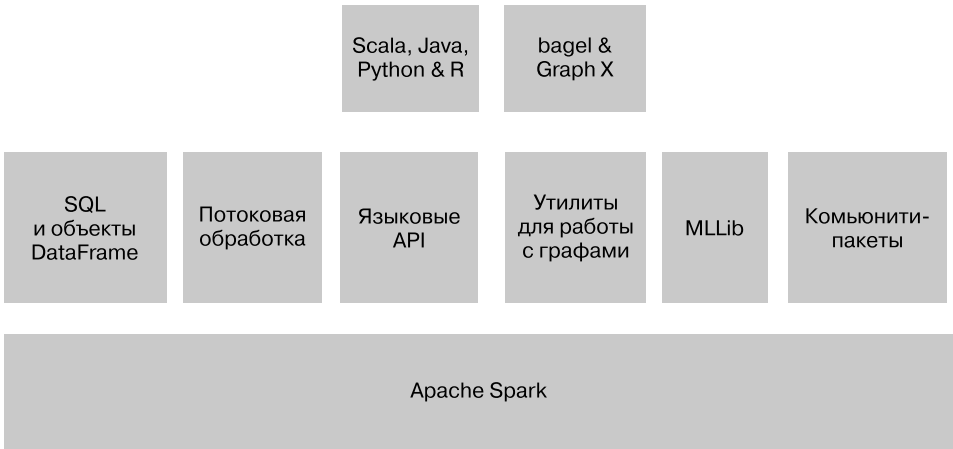 Scala, Java,
Python & R
bagel &
Graph X
SQL
и объекты
DataFrame
Потоковая
обработка
Языковые
API
Утилиты
для работы
с графами
MLLib
Комьюнити-
пакеты
Apache Spark